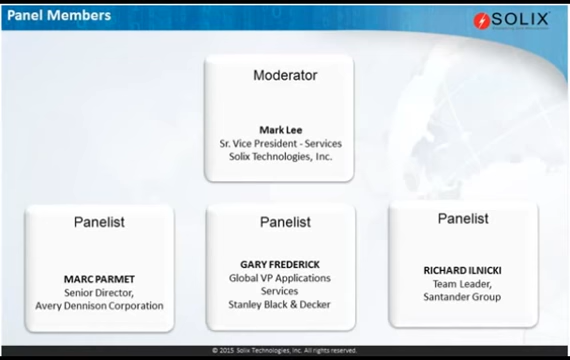 Panel Members
SOLIX
Moderator
Mark Lee
Sr. Vice President - Services
Solix Technologies, Inc.
Panelist
MARC PARMET
Senior Director,
Avery Dennison Corporation
Panelist
GARY FREDERICK
Global VP Applications
Services
Stanley Black & Decker
Panelist
RICHARD ILNICKI
Team Leader,
Santander Group
© 2015 Solix Technologies, Inc. All rights reserved.